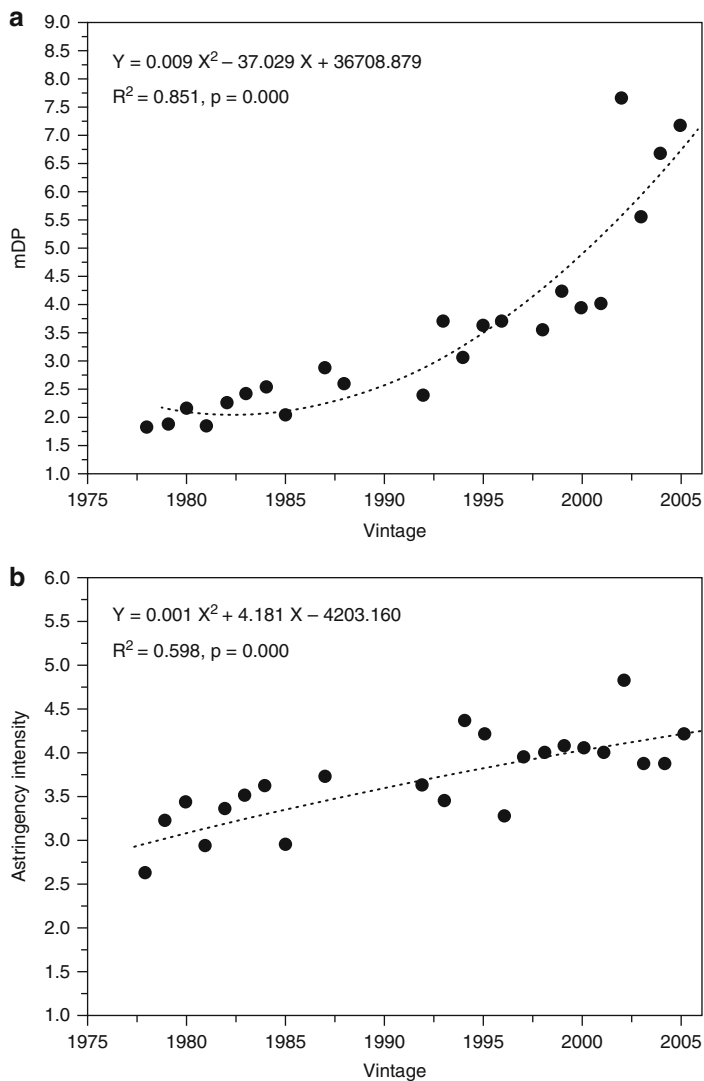 a
9.0
8.5
8.0
7.5
7.0
6.5
6.0
5.5
5.0
4.5
4.0
3.5
3.0
2.5
2.0
1.5
1.0
mDP
Y = 0.009 X² – 37.029 X + 36708.879
R² = 0.851, p = 0.000
1975 1980 1985 1990 1995 2000 2005
Vintage
b
6.0
5.5
5.0
4.5
4.0
3.5
3.0
2.5
2.0
1.5
1.0
Astringency intensity
Y = 0.001 X² + 4.181 X – 4203.160
R² = 0.598, p = 0.000
1975 1980 1985 1990 1995 2000 2005
Vintage